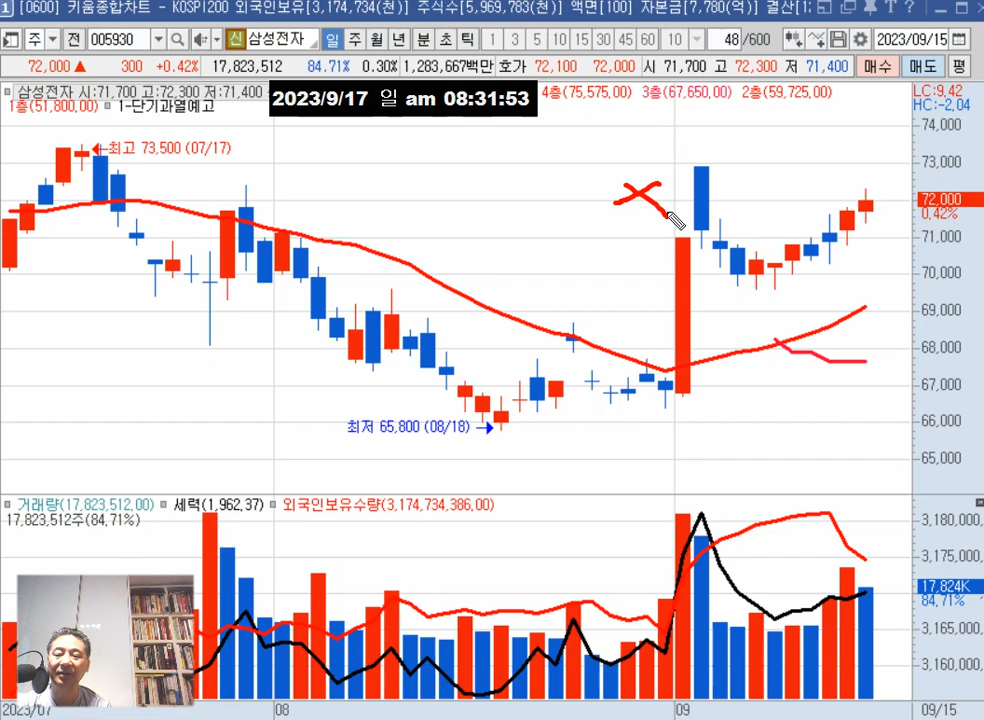 [0600] 키움종합차트 - KOSPI200 외국인보유[3,174,734(천)] 주식수[5,969,783(천)] 액면[100] 자본금[7,780(억)] 결산[1
주 전 005930 신 삼성전자 일 주 월 년 분 초 틱 1 3 5 10 15 30 45 60 10 48 /600 2023/09/15
72,000 ▲ 300 +0.42% 17,823,512 84.71% 0.30% 1,283,667백만 호가 72,100 72,000 시 71,700 고 72,300 저 71,400 매수 매도 평
삼성전자 시:71,700 고:72,300 저:71,400
2023/9/17 일 am 08:31:53
4층(75,575.00) 3층(67,650.00) 2층(59,725.00)
1층(51,800.00) 1-단기과열예고
LC:9.42
HC:-2.04
74,000
최고 73,500 (07/17)
73,000
72,000
0.42%
71,000
70,000
69,000
68,000
67,000
최저 65,800 (08/18)
66,000
65,000
거래량(17,823,512.00) 세력(1,962.37) 외국인보유수량(3,174,734,386.00)
17,823,512주(84.71%)
3,180,000,
3,175,000,
17,824K
84.71%
3,165,000,
3,160,000,
2023/07 08 09 09/15